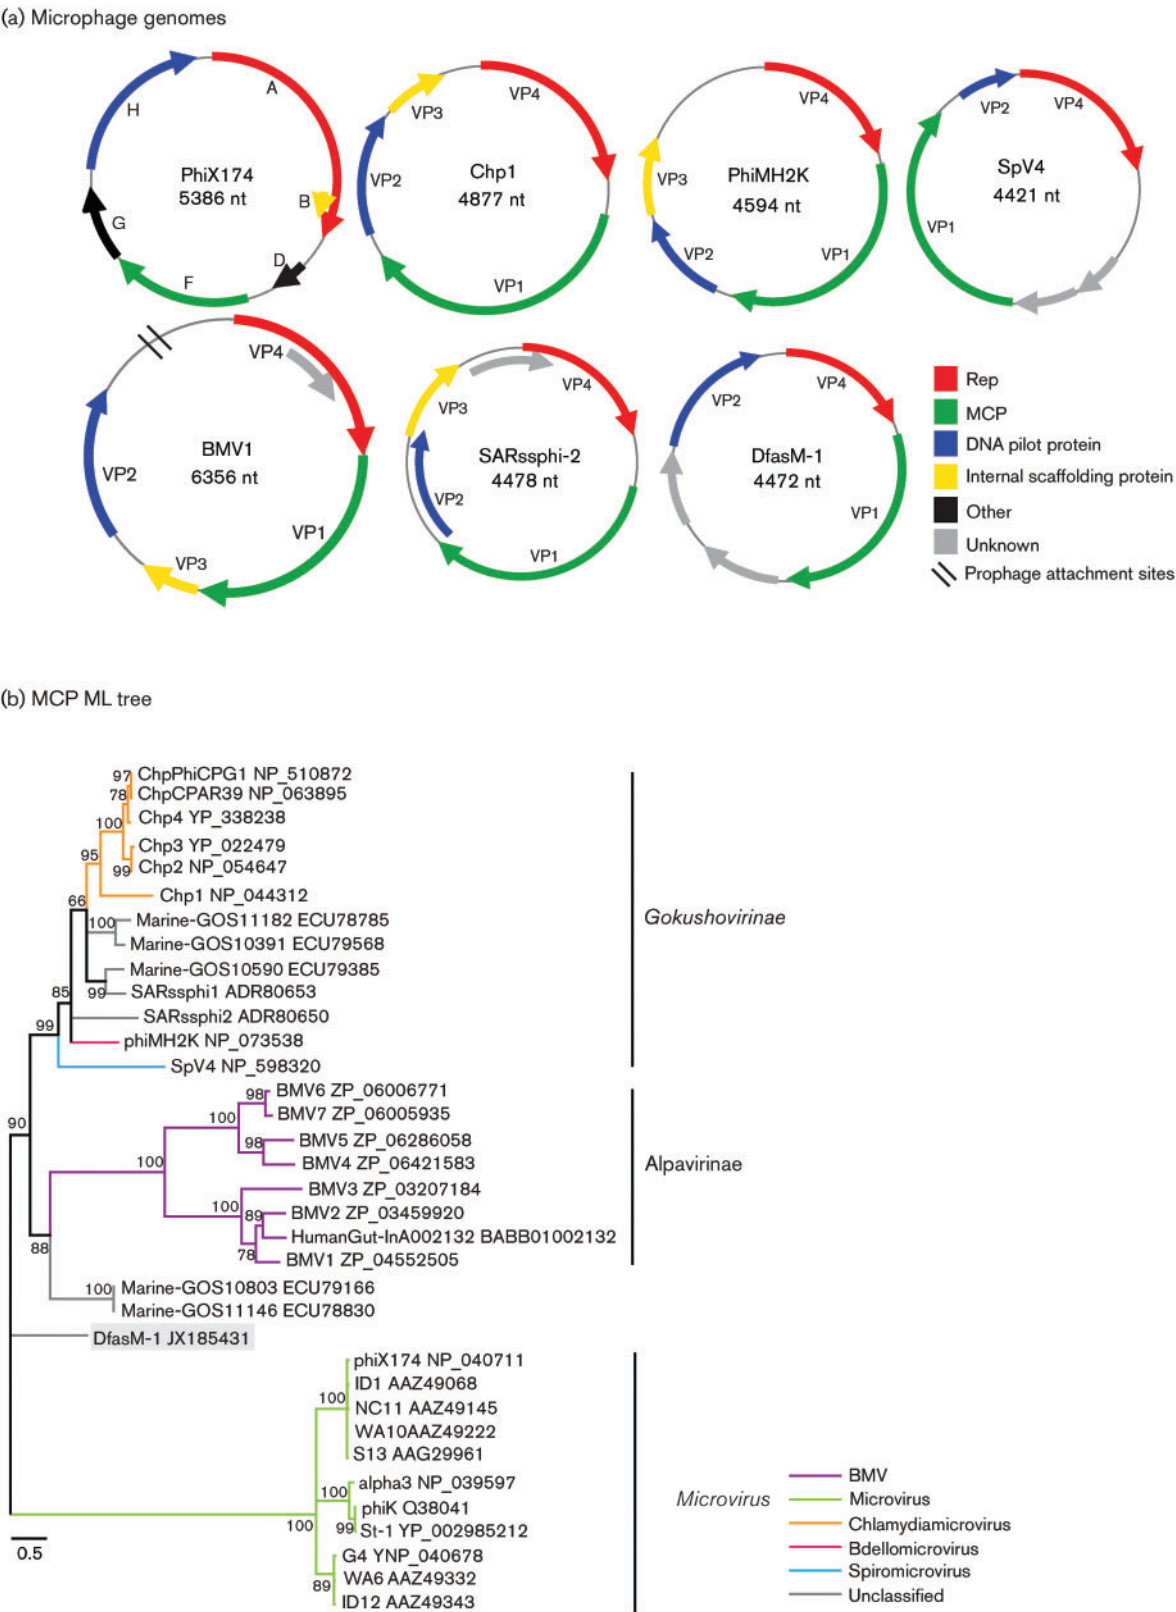 (a) Microphage genomes
A
H
PhiX174
5386 nt
B
G
D
F
VP4
VP3
Chp1
4877 nt
VP2
VP1
VP4
PhiMH2K
4594 nt
VP3
VP2
VP1
VP2
VP4
SpV4
4421 nt
VP1
VP4
BMV1
6356 nt
VP2
VP1
VP3
VP4
VP3
SARssphi-2
4478 nt
VP2
VP1
VP4
VP2
DfasM-1
4472 nt
VP1
Rep
MCP
DNA pilot protein
Internal scaffolding protein
Other
Unknown
Prophage attachment sites
(b) MCP ML tree
97 ChpPhiCPG1 NP_510872
78 ChpCPAR39 NP_063895
Chp4 YP_338238
100
Chp3 YP_022479
95
99 Chp2 NP_054647
Chp1 NP_044312
66
100 Marine-GOS11182 ECU78785
Marine-GOS10391 ECU79568
Marine-GOS10590 ECU79385
99 SARssphi1 ADR80653
85
SARssphi2 ADR80650
99
phiMH2K NP_073538
SpV4 NP_598320
Gokushovirinae
98 BMV6 ZP_06006771
BMV7 ZP_06005935
100
98 BMV5 ZP_06286058
BMV4 ZP_06421583
90
100
BMV3 ZP_03207184
100
89 BMV2 ZP_03459920
HumanGut-InA002132 BABB01002132
78 BMV1 ZP_04552505
Alpavirinae
88
100 Marine-GOS10803 ECU79166
Marine-GOS11146 ECU78830
DfasM-1 JX185431
phiX174 NP_040711
ID1 AAZ49068
100
NC11 AAZ49145
WA10AAZ49222
S13 AAG29961
alpha3 NP_039597
100
phiK Q38041
99 St-1 YP_002985212
100
G4 YNP_040678
WA6 AAZ49332
89
ID12 AAZ49343
Microvirus
0.5
BMV
Microvirus
Chlamydiamicrovirus
Bdellomicrovirus
Spiromicrovirus
Unclassified